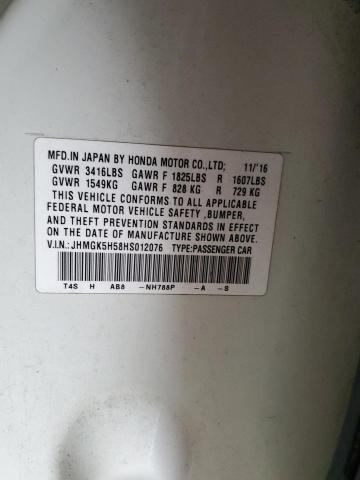 MFD.IN JAPAN BY HONDA MOTOR CO.,LTD; 11/'16
GVWR 3416LBS GAWR F 1825LBS R 1607LBS
GVWR 1549KG GAWR F 828 KG R 729 KG
THIS VEHICLE CONFORMS TO ALL APPLICABLE
FEDERAL MOTOR VEHICLE SAFETY ,BUMPER,
AND THEFT PREVENTION STANDARDS IN EFFECT
ON THE DATE OF MANUFACTURE SHOWN ABOVE.
V.I.N.: JHMGK5H58HS012076 TYPE:PASSENGER CAR
T4S H AB8 -NH788P -A -S